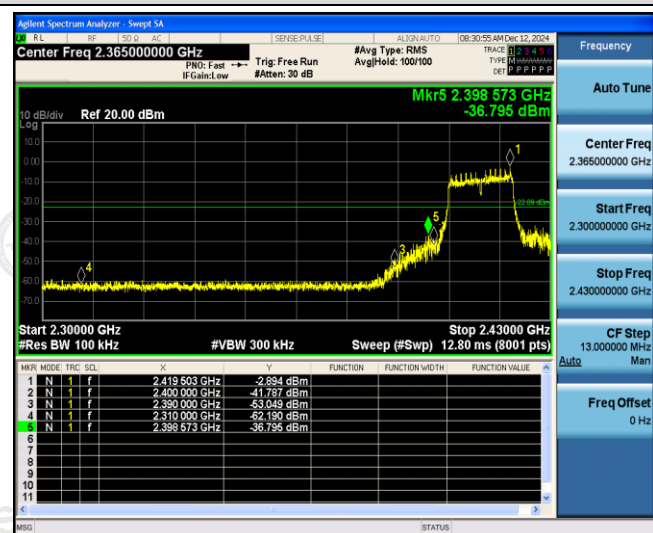 Agilent Spectrum Analyzer - Swept SA
RL RF 50 Ω AC SENSE:PULSE ALIGN AUTO 08:30:55 AM Dec 12, 2024
Center Freq 2.365000000 GHz
PNO: Fast
IFGain:Low
Trig: Free Run
#Atten: 30 dB
#Avg Type: RMS
Avg|Hold: 100/100
TRACE 1 2 3 4 5 6
TYPE M WWWWW
DET P P P P P P
Frequency
Mkr5 2.398 573 GHz
-36.795 dBm
10 dB/div Ref 20.00 dBm
Log
10.0
0.00
-10.0
-20.0
-30.0
-40.0
-50.0
-60.0
-70.0
1
-22.89 dBm
5
3
4
Start 2.30000 GHz Stop 2.43000 GHz
#Res BW 100 kHz #VBW 300 kHz Sweep (#Swp) 12.80 ms (8001 pts)
MKR MODE TRC SCL X Y FUNCTION FUNCTION WIDTH FUNCTION VALUE
1 N 1 f 2.419 503 GHz -2.894 dBm
2 N 1 f 2.400 000 GHz -41.787 dBm
3 N 1 f 2.390 000 GHz -53.049 dBm
4 N 1 f 2.310 000 GHz -62.190 dBm
5 N 1 f 2.398 573 GHz -36.795 dBm
6
7
8
9
10
11
MSG STATUS
Auto Tune
Center Freq
2.365000000 GHz
Start Freq
2.300000000 GHz
Stop Freq
2.430000000 GHz
CF Step
13.000000 MHz
Auto Man
Freq Offset
0 Hz